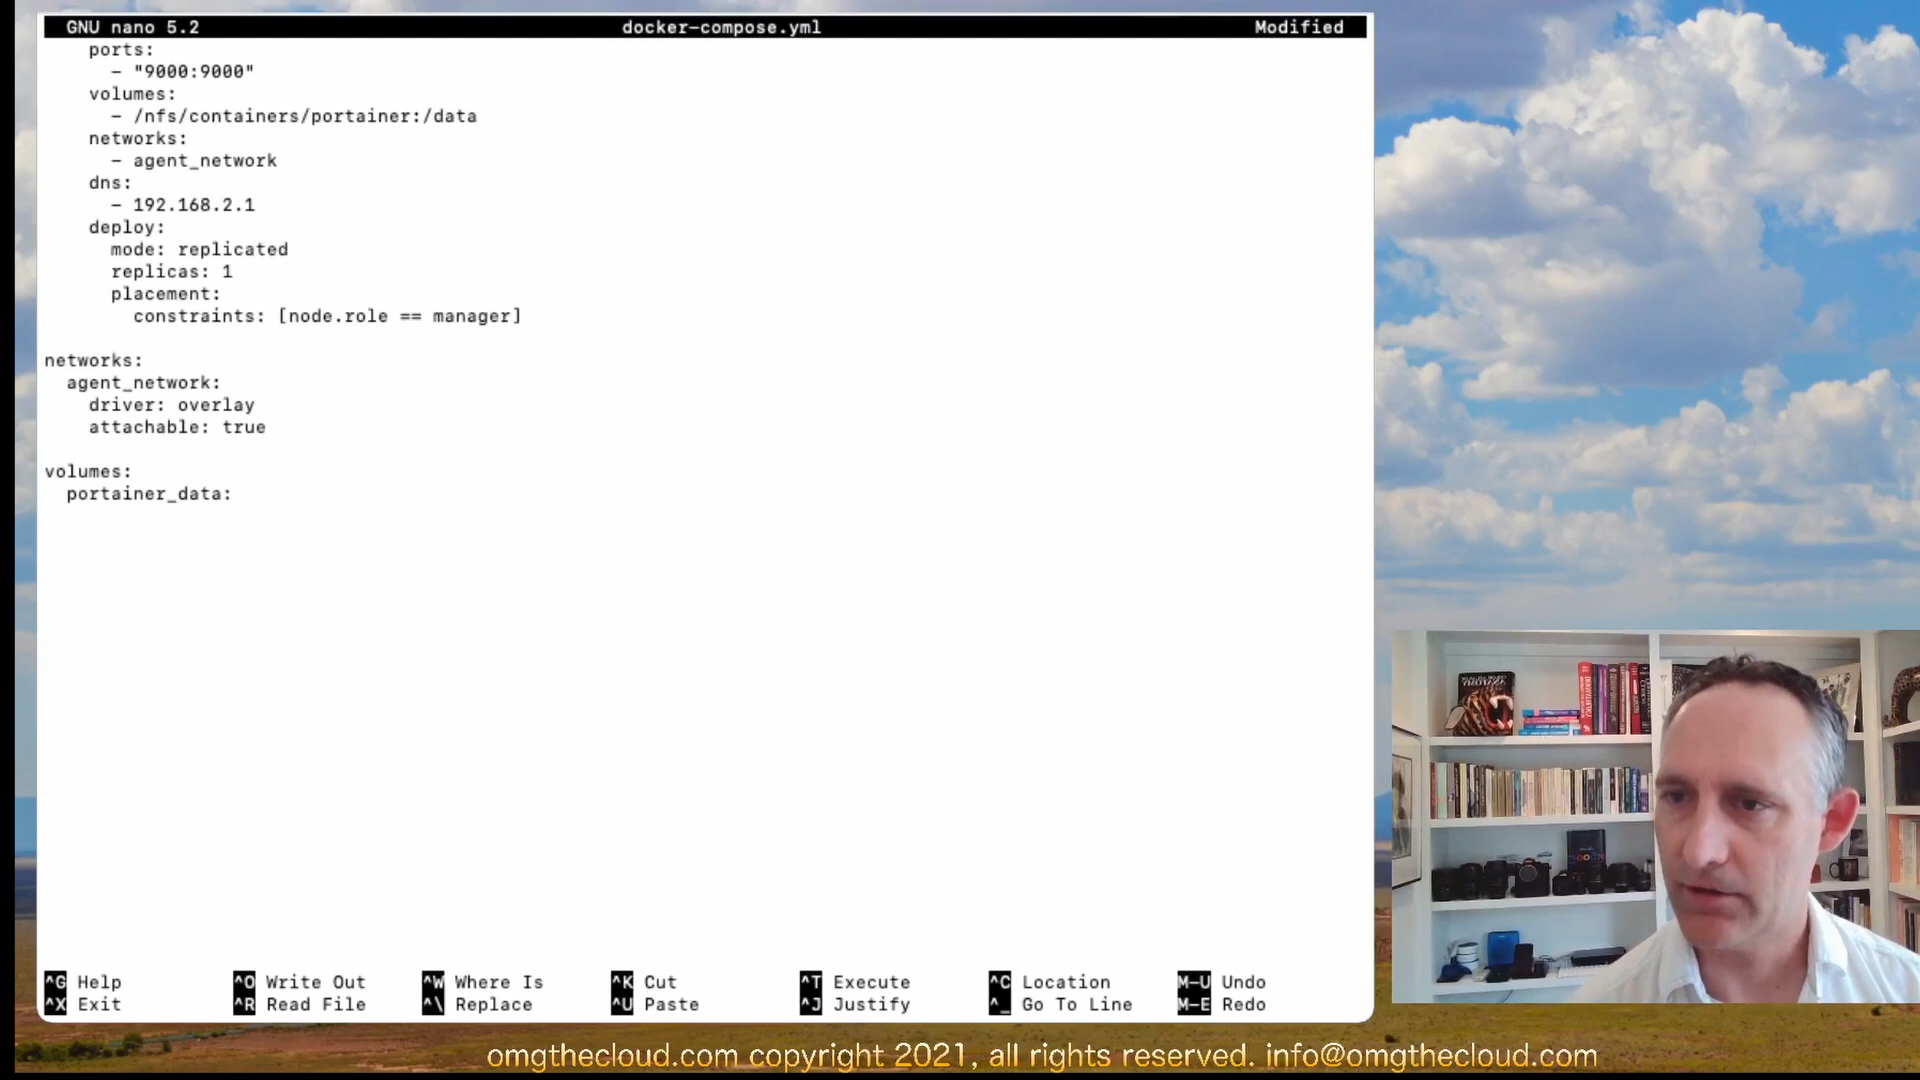 GNU nano 5.2 docker-compose.yml Modified
ports:
- "9000:9000"
volumes:
- /nfs/containers/portainer:/data
networks:
- agent_network
dns:
- 192.168.2.1
deploy:
mode: replicated
replicas: 1
placement:
constraints: [node.role == manager]
networks:
agent_network:
driver: overlay
attachable: true
volumes:
portainer_data:
^G Help ^O Write Out ^W Where Is ^K Cut ^T Execute ^C Location M-U Undo
^X Exit ^R Read File ^\ Replace ^U Paste ^J Justify ^_ Go To Line M-E Redo
omgthecloud.com copyright 2021, all rights reserved. info@omgthecloud.com